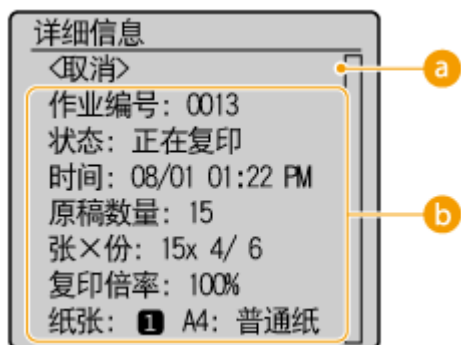 详细信息
<取消>
a
作业编号: 0013
状态: 正在复印
时间: 08/01 01:22 PM
原稿数量: 15
b
张×份: 15x 4/ 6
复印倍率: 100%
纸张: 1 A4: 普通纸